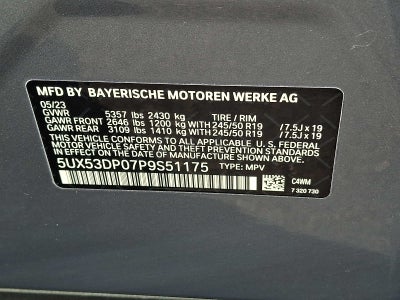 MFD BY BAYERISCHE MOTOREN WERKE AG
05/23
GVWR 5357 lbs 2430 kg TIRE / RIM
GAWR FRONT 2646 lbs 1200 kg WITH 245/50 R19 / 7.5J x 19
GAWR REAR 3109 lbs 1410 kg WITH 245/50 R19 / 7.5J x 19
THIS VEHICLE CONFORMS TO ALL APPLICABLE FEDERAL
MOTOR VEHICLE SAFETY STANDARDS IN EFFECT ON THE
DATE OF MANUFACTURE SHOWN ABOVE.
5UX53DP07P9S51175 TYPE: MPV
C4WM
7 320 730